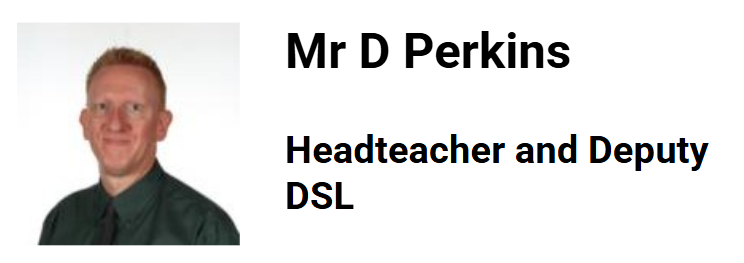 Mr D Perkins
Headteacher and Deputy
DSL